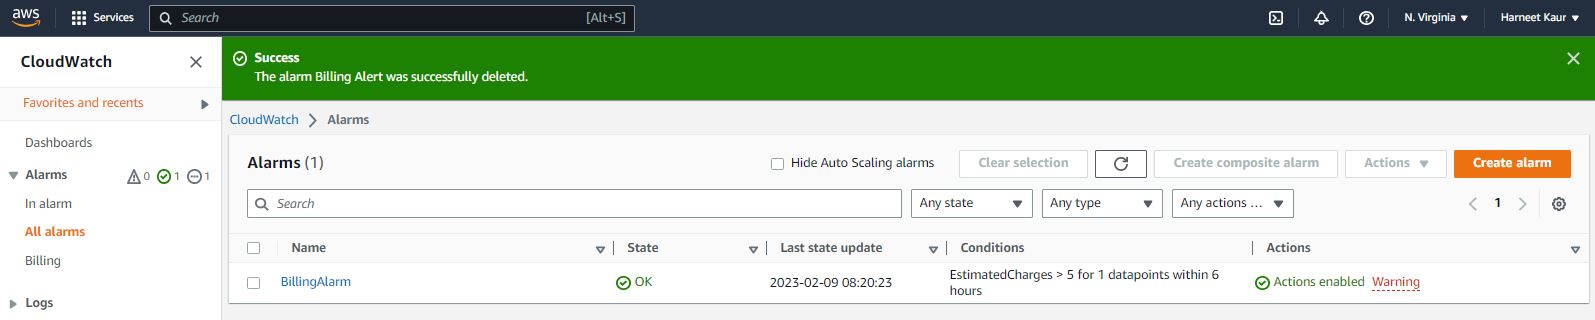 aws
Services
Search
[Alt+S]
N. Virginia
Harneet Kaur
CloudWatch
Favorites and recents
Dashboards
Alarms
0
1
1
In alarm
All alarms
Billing
Logs
Success
The alarm Billing Alert was successfully deleted.
CloudWatch
Alarms
Alarms (1)
Hide Auto Scaling alarms
Clear selection
Create composite alarm
Actions
Create alarm
Search
Any state
Any type
Any actions ...
1
Name
State
Last state update
Conditions
Actions
BillingAlarm
OK
2023-02-09 08:20:23
EstimatedCharges > 5 for 1 datapoints within 6
hours
Actions enabled
Warning